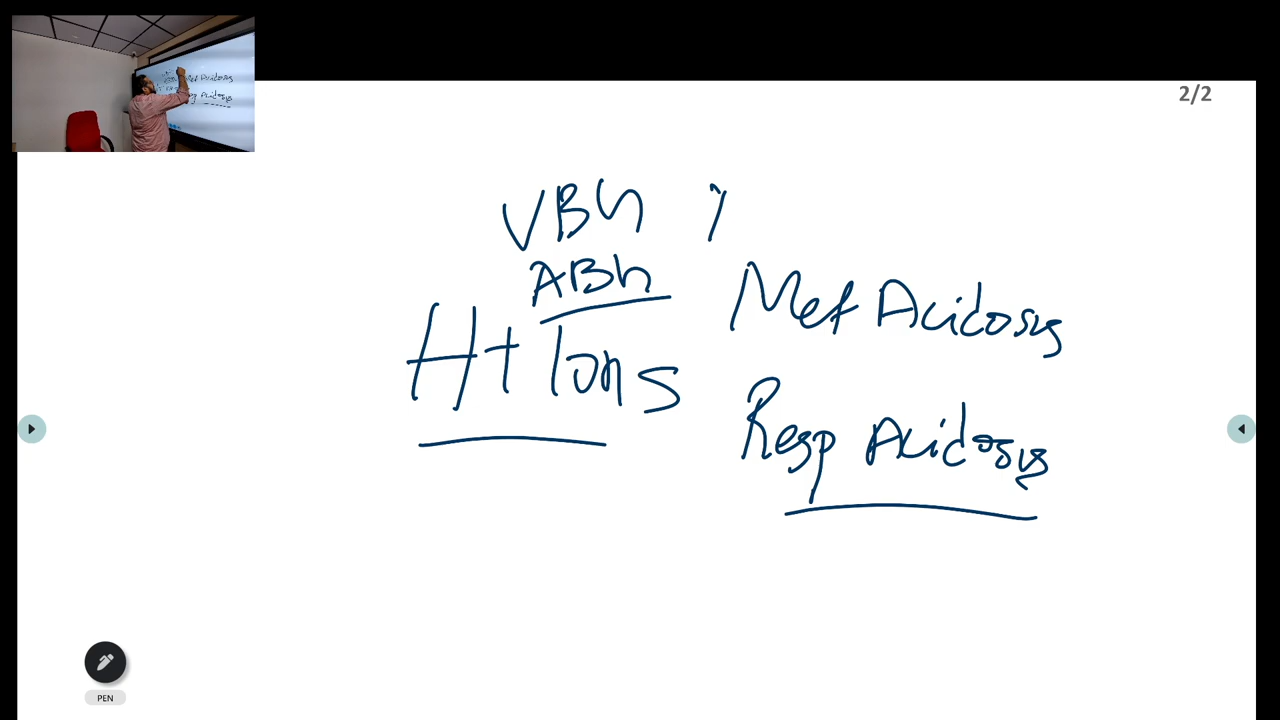 2/2
VBG
ABG
Met Acidosis
H+ Ions
Resp Acidosis
PEN